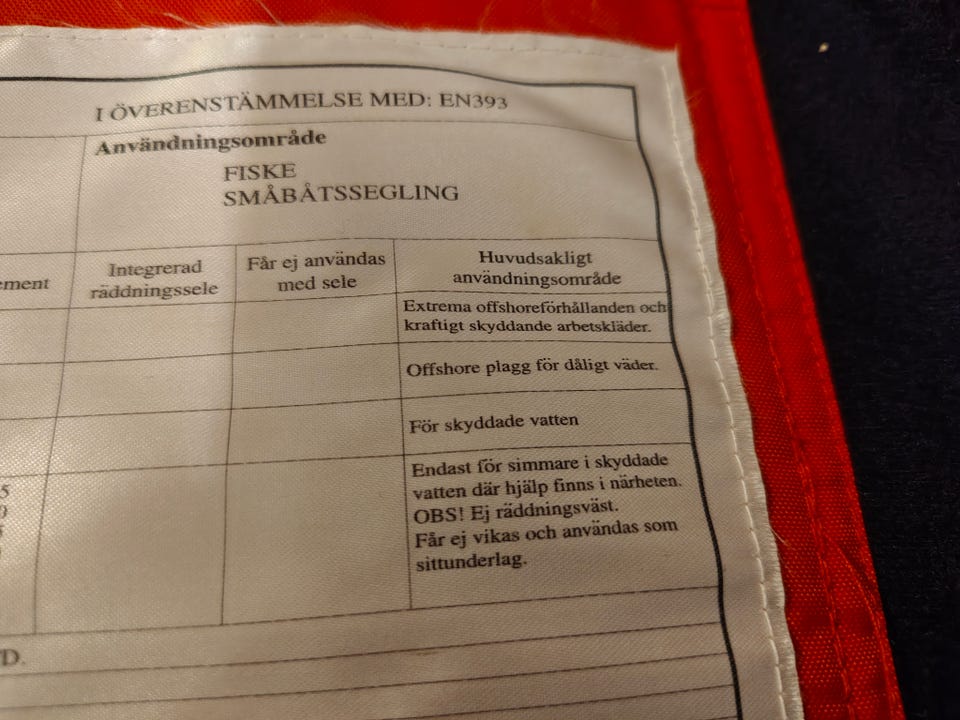 I ÖVERENSTÄMMELSE MED: EN393
Användningsområde
FISKE
SMÅBÅTSSEGLING
Integrerad
räddningssele
Får ej användas
med sele
Huvudsakligt
användningsområde
Extrema offshoreförhållanden och
kraftigt skyddande arbetskläder.
Offshore plagg för dåligt väder.
För skyddade vatten
Endast för simmare i skyddade
vatten där hjälp finns i närheten.
OBS! Ej räddningsväst.
Får ej vikas och användas som
sittunderlag.